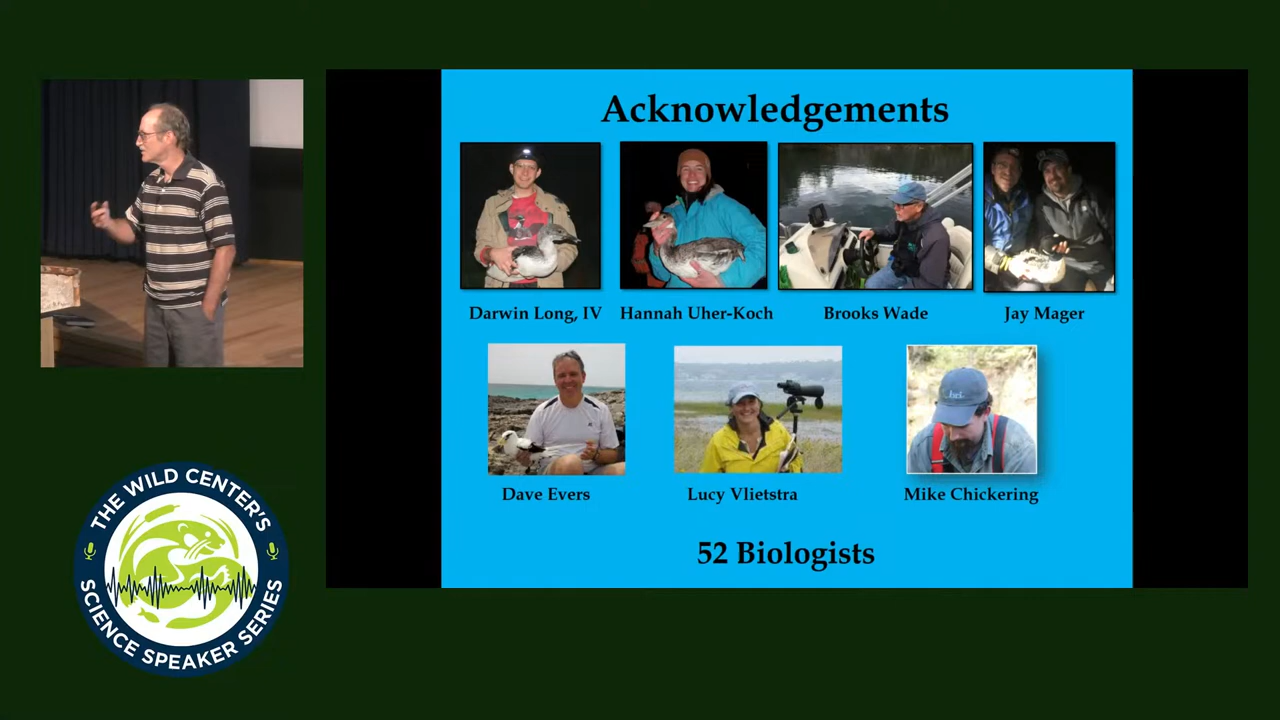 Acknowledgements
Darwin Long, IV
Hannah Uher-Koch
Brooks Wade
Jay Mager
Dave Evers
Lucy Vlietstra
Mike Chickering
52 Biologists
THE WILD CENTER'S
SCIENCE SPEAKER SERIES